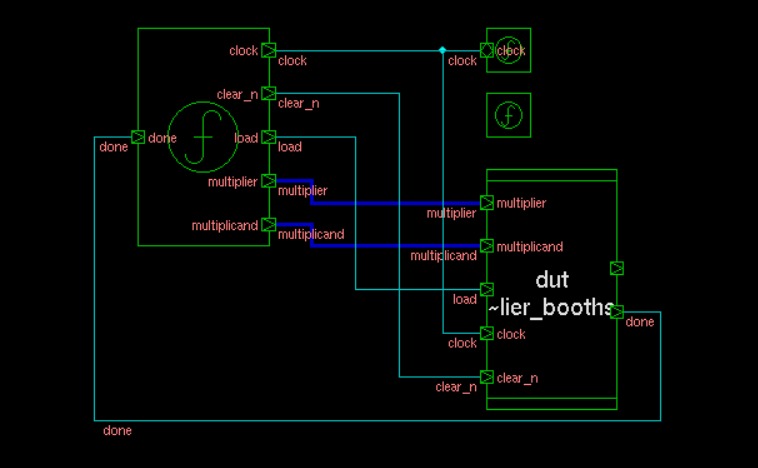 clock
clock
clock
clock
clear_n
clear_n
done
done
load
load
multiplier
multiplier
multiplicand
multiplicand
multiplier
multiplier
multiplicand
multiplicand
dut
~lier_booths
load
done
clock
clock
clear_n
clear_n
done